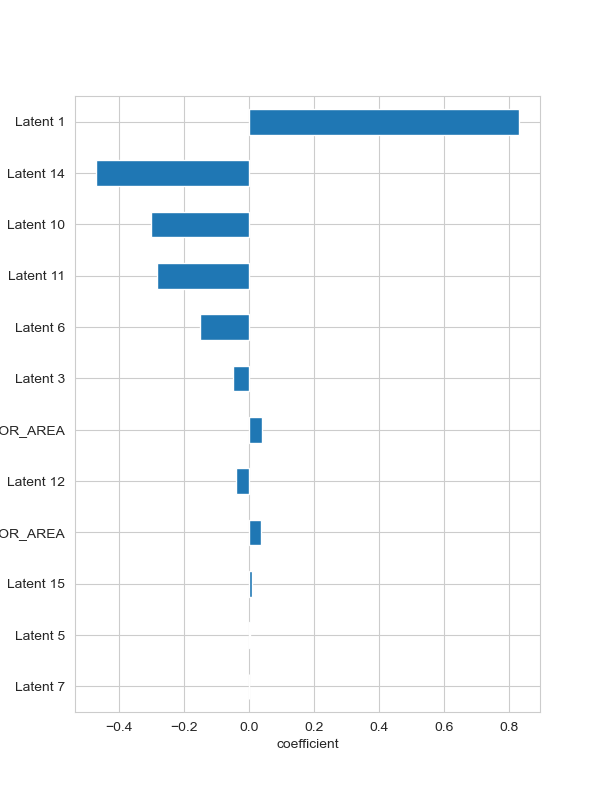 Latent 1
Latent 14
Latent 10
Latent 11
Latent 6
Latent 3
OR_AREA
Latent 12
OR_AREA
Latent 15
Latent 5
Latent 7
−0.4 −0.2 0.0 0.2 0.4 0.6 0.8
coefficient